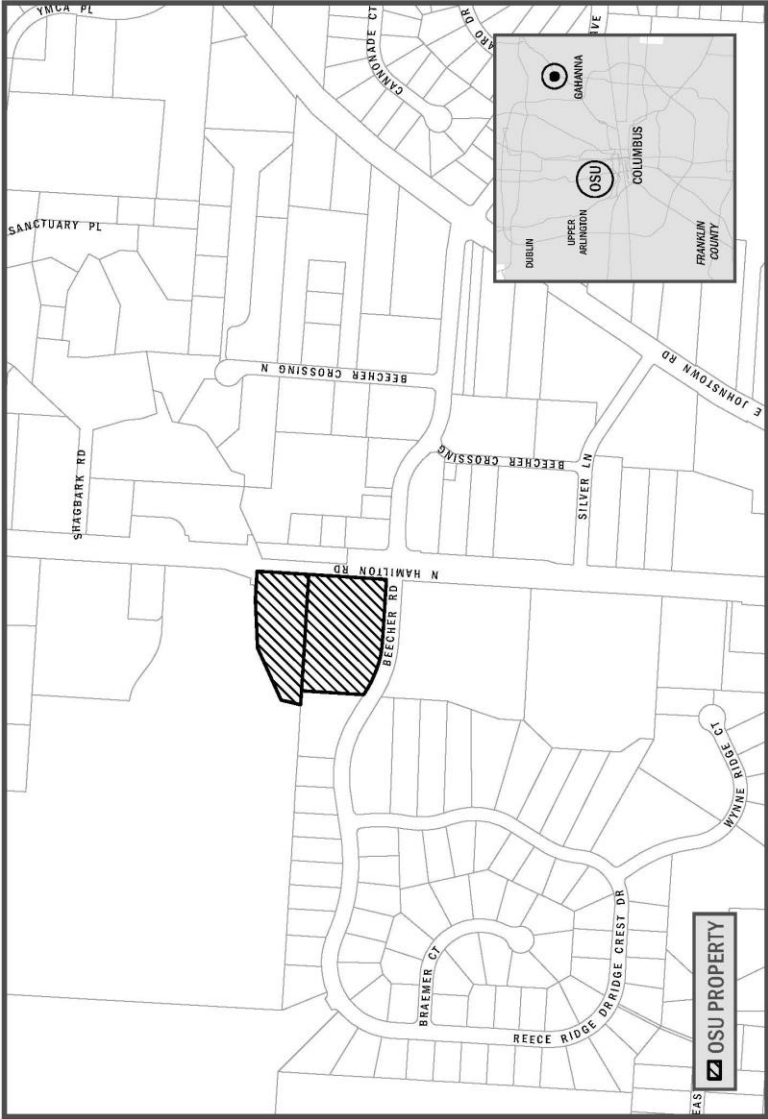 YMCA PL
CANNONADE CT
SANCTUARY PL
SHAGBARK RD
BEECHER CROSSING N
BEECHER CROSSING
SILVER LN
E JOHNSTOWN RD
N HAMILTON RD
BEECHER RD
WYNNE RIDGE CT
BRAEMER CT
REECE RIDGE DR
RIDGE CREST DR
GAHANNA
OSU
COLUMBUS
DUBLIN
UPPER
ARLINGTON
FRANKLIN
COUNTY
OSU PROPERTY